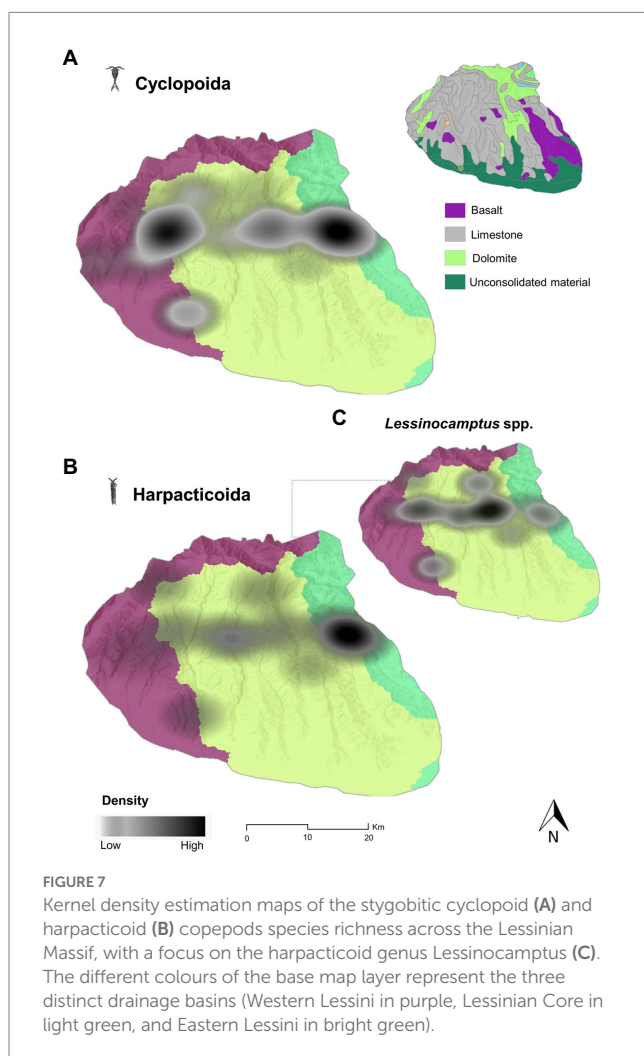 A
Cyclopoida
Basalt
Limestone
Dolomite
Unconsolidated material
C
Lessinocamptus spp.
B
Harpacticoida
Density
Low High
0 10 20 Km
N
FIGURE 7
Kernel density estimation maps of the stygobitic cyclopoid (A) and
harpacticoid (B) copepods species richness across the Lessinian
Massif, with a focus on the harpacticoid genus Lessinocamptus (C).
The different colours of the base map layer represent the three
distinct drainage basins (Western Lessini in purple, Lessinian Core in
light green, and Eastern Lessini in bright green).